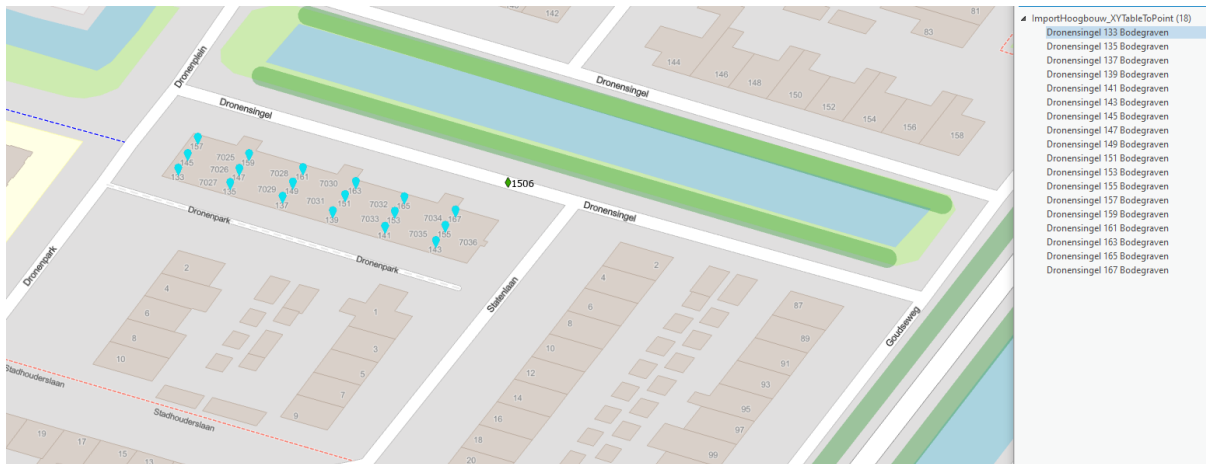 144
142
81
83
Dronenplein
Dronensingel
144
146
148
150
152
154
156
158
Dronensingel
157
145
7025
159
133
7026
147
7028
161
7027
135
7029
149
7030
163
137
7031
151
7032
165
139
7033
153
7034
167
141
7035
155
7036
143
1506
Dronensingel
Dronenpark
Dronenpark
Dronenpark
Statenlaan
Goudseweg
2
4
6
8
10
1
3
5
7
9
2
4
6
8
10
12
14
16
18
20
87
89
91
93
95
97
99
Stadhouderslaan
Stadhouderslaan
19
17
15
13
ImportHoogbouw_XYTableToPoint (18)
Dronensingel 133 Bodegraven
Dronensingel 135 Bodegraven
Dronensingel 137 Bodegraven
Dronensingel 139 Bodegraven
Dronensingel 141 Bodegraven
Dronensingel 143 Bodegraven
Dronensingel 145 Bodegraven
Dronensingel 147 Bodegraven
Dronensingel 149 Bodegraven
Dronensingel 151 Bodegraven
Dronensingel 153 Bodegraven
Dronensingel 155 Bodegraven
Dronensingel 157 Bodegraven
Dronensingel 159 Bodegraven
Dronensingel 161 Bodegraven
Dronensingel 163 Bodegraven
Dronensingel 165 Bodegraven
Dronensingel 167 Bodegraven